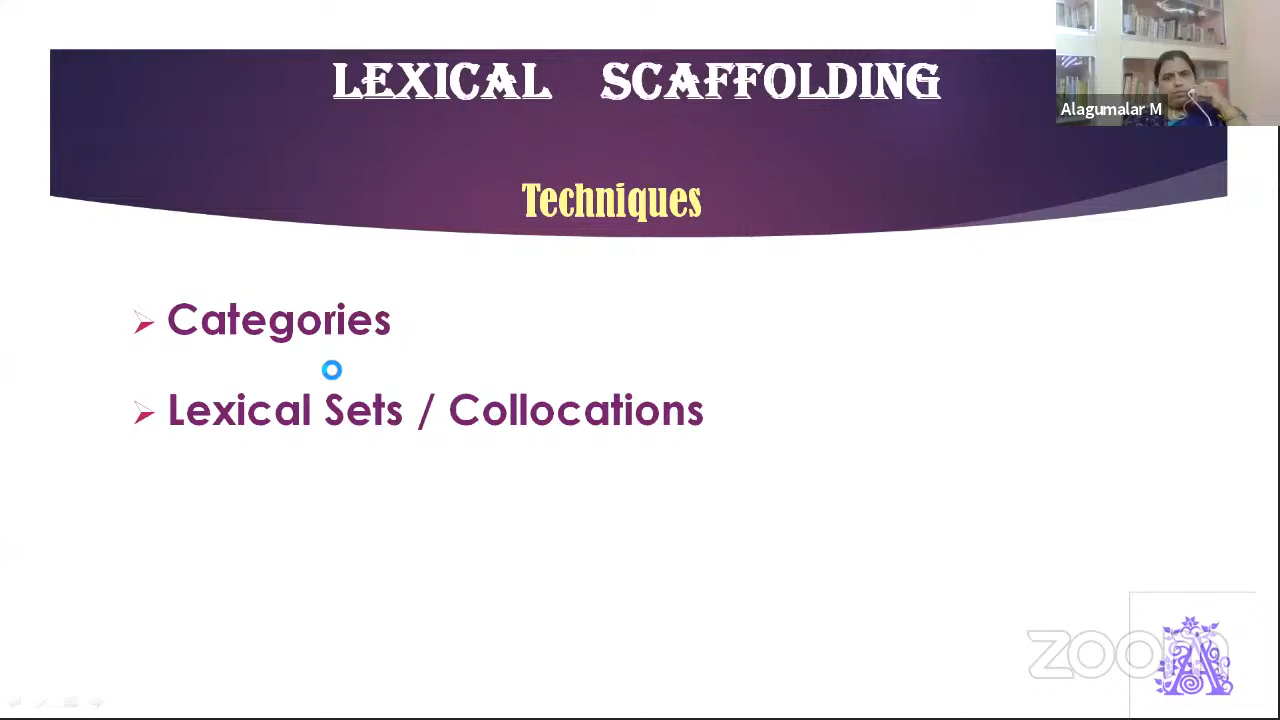 LEXICAL SCAFFOLDING
Alagumalar M
Techniques
Categories
Lexical Sets / Collocations
zoom
A